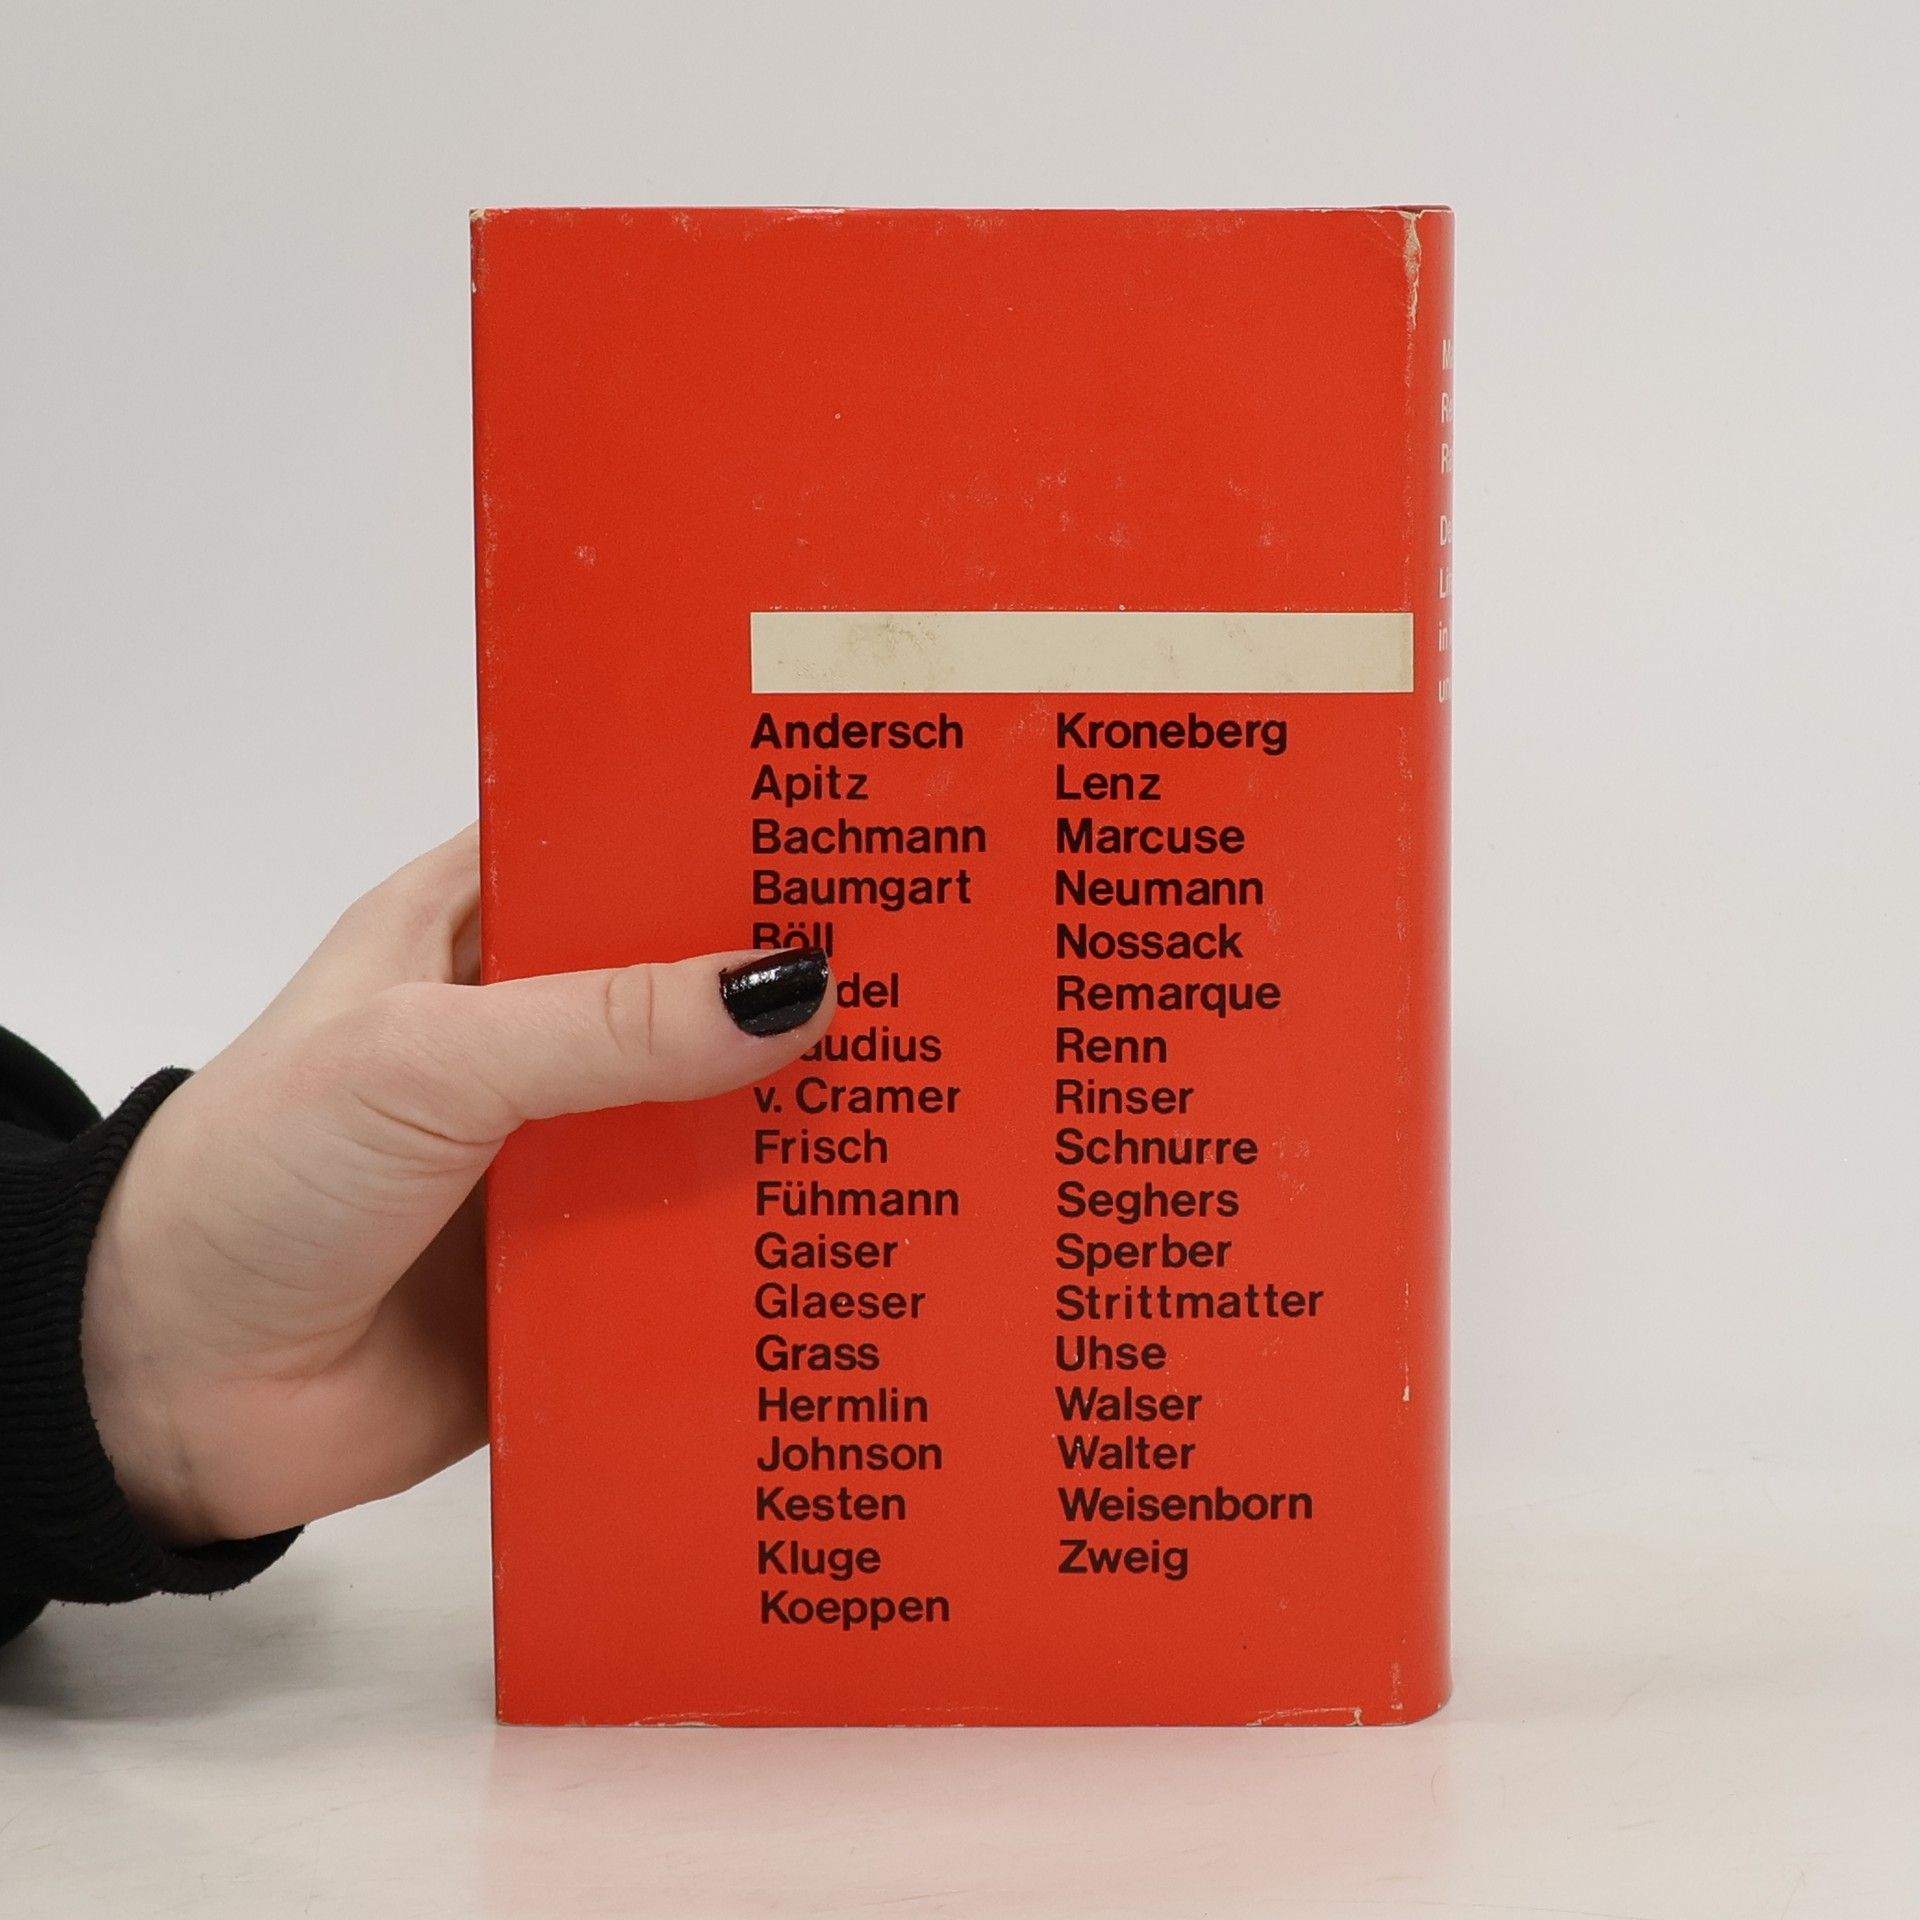 Andersch
Apitz
Bachmann
Baumgart
Böll
v. Cramer
Frisch
Fühmann
Gaiser
Glaeser
Grass
Hermlin
Johnson
Kesten
Kluge
Koeppen
Kroneberg
Lenz
Marcuse
Neumann
Nossack
Remarque
Renn
Rinser
Schnurre
Seghers
Sperber
Strittmatter
Uhse
Walser
Walter
Weisenborn
Zweig
in